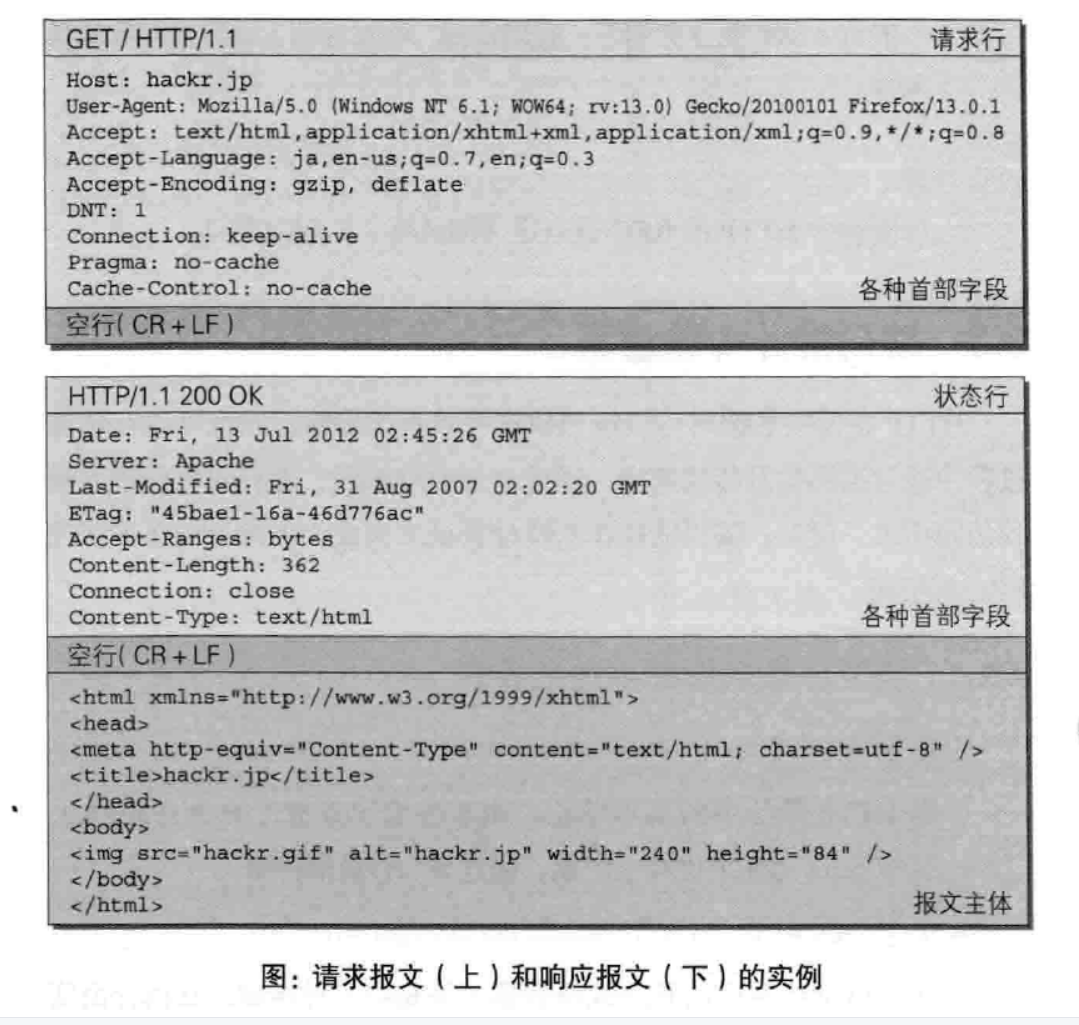 GET / HTTP/1.1 请求行
Host: hackr.jp
User-Agent: Mozilla/5.0 (Windows NT 6.1; WOW64; rv:13.0) Gecko/20100101 Firefox/13.0.1
Accept: text/html,application/xhtml+xml,application/xml;q=0.9,*/*;q=0.8
Accept-Language: ja,en-us;q=0.7,en;q=0.3
Accept-Encoding: gzip, deflate
DNT: 1
Connection: keep-alive
Pragma: no-cache
Cache-Control: no-cache 各种首部字段
空行( CR + LF )
HTTP/1.1 200 OK 状态行
Date: Fri, 13 Jul 2012 02:45:26 GMT
Server: Apache
Last-Modified: Fri, 31 Aug 2007 02:02:20 GMT
ETag: "45bae1-16a-46d776ac"
Accept-Ranges: bytes
Content-Length: 362
Connection: close
Content-Type: text/html 各种首部字段
空行( CR + LF )
<html xmlns="http://www.w3.org/1999/xhtml">
<head>
<meta http-equiv="Content-Type" content="text/html; charset=utf-8" />
<title>hackr.jp</title>
</head>
<body>
<img src="hackr.gif" alt="hackr.jp" width="240" height="84" />
</body>
</html> 报文主体
图：请求报文（上）和响应报文（下）的实例